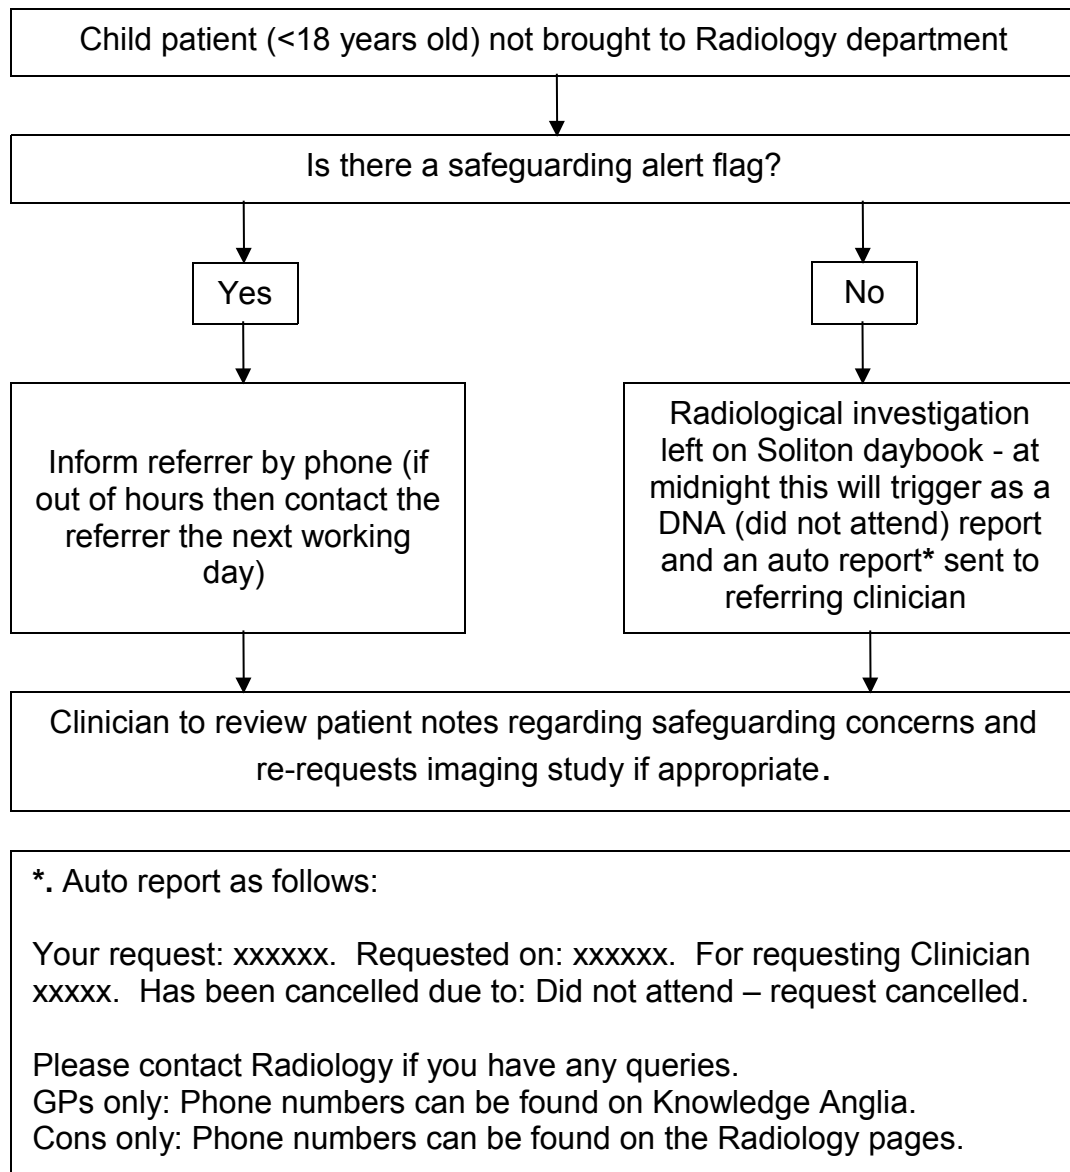 Child patient (<18 years old) not brought to Radiology department
Is there a safeguarding alert flag?
Yes
No
Inform referrer by phone (if
out of hours then contact the
referrer the next working
day)
Radiological investigation
left on Soliton daybook - at
midnight this will trigger as a
DNA (did not attend) report
and an auto report* sent to
referring clinician
Clinician to review patient notes regarding safeguarding concerns and
re-requests imaging study if appropriate.
*. Auto report as follows:
Your request: xxxxxx.  Requested on: xxxxxx.  For requesting Clinician
xxxxx.  Has been cancelled due to: Did not attend – request cancelled.
Please contact Radiology if you have any queries.
GPs only: Phone numbers can be found on Knowledge Anglia.
Cons only: Phone numbers can be found on the Radiology pages.